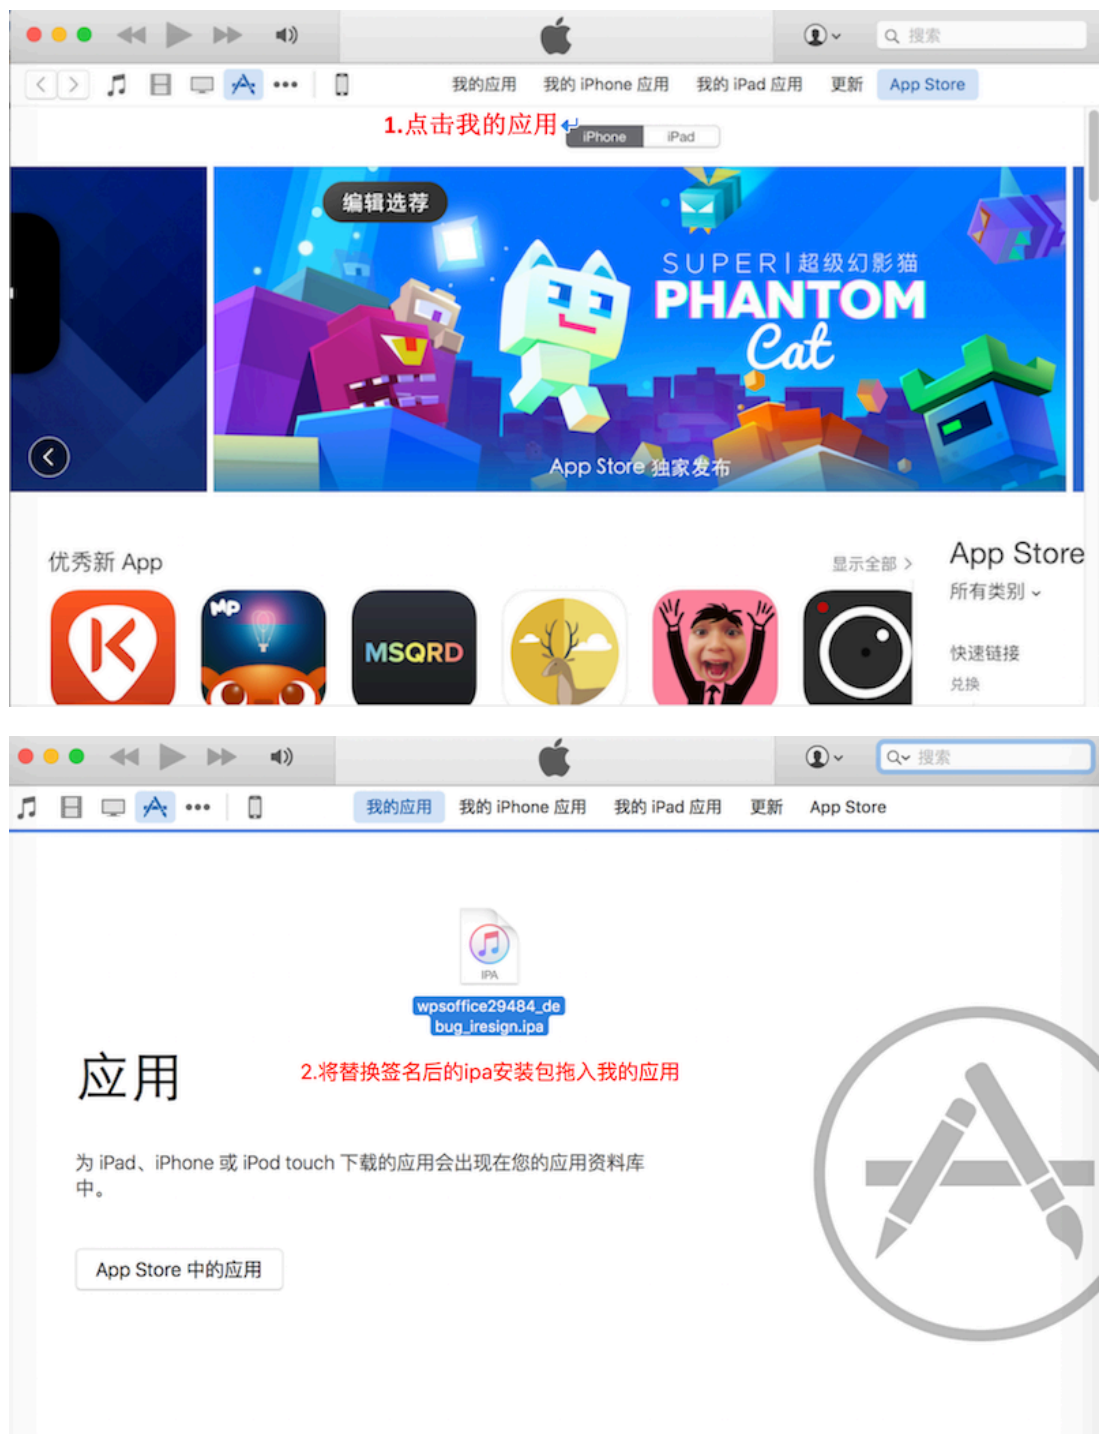 搜索
我的应用 我的 iPhone 应用 我的 iPad 应用 更新 App Store
1.点击我的应用
iPhone iPad
编辑选荐
SUPER|超级幻影猫
PHANTOM
Cat
App Store 独家发布
优秀新 App
显示全部 >
App Store
所有类别
快速链接
兑换
MP
MSQRD
搜索
我的应用 我的 iPhone 应用 我的 iPad 应用 更新 App Store
IPA
wpsoffice29484_de
bug_iresign.ipa
应用
2.将替换签名后的ipa安装包拖入我的应用
为 iPad、iPhone 或 iPod touch 下载的应用会出现在您的应用资料库
中。
App Store 中的应用